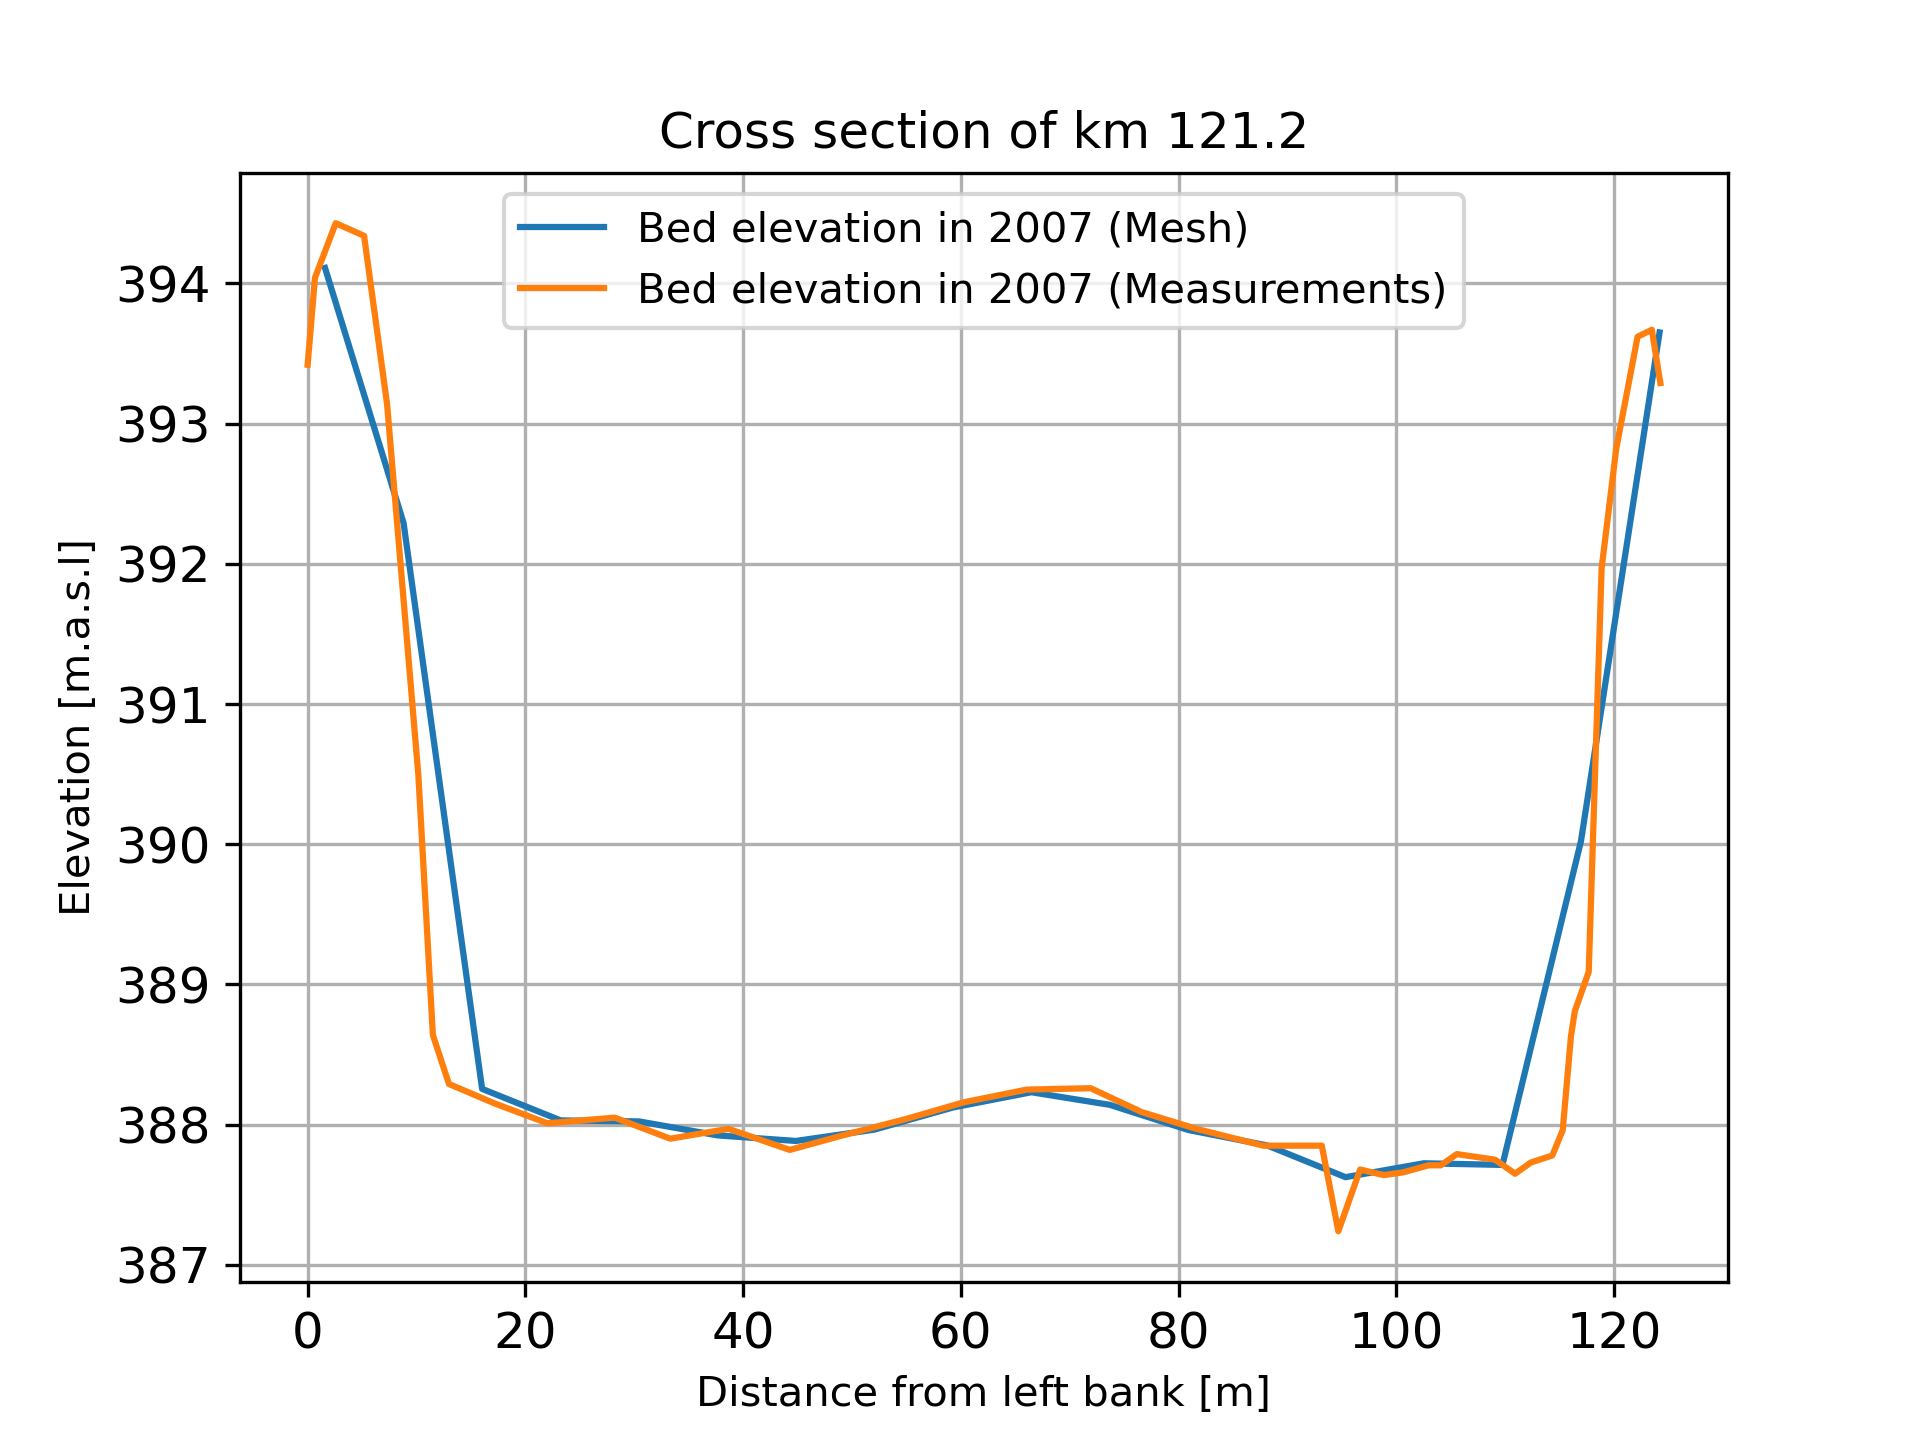 Cross section of km 121.2
Bed elevation in 2007 (Mesh)
Bed elevation in 2007 (Measurements)
Elevation [m.a.s.l]
394
393
392
391
390
389
388
387
0 20 40 60 80 100 120
Distance from left bank [m]